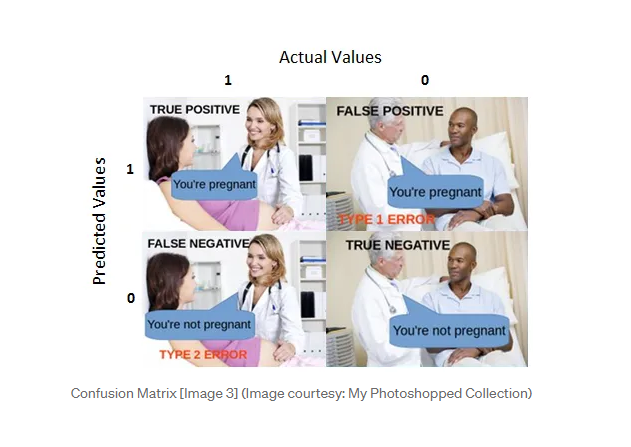 Actual Values
1 0
Predicted Values
1
TRUE POSITIVE
You're pregnant
FALSE POSITIVE
You're pregnant
TYPE 1 ERROR
0
FALSE NEGATIVE
You're not pregnant
TYPE 2 ERROR
TRUE NEGATIVE
You're not pregnant
Confusion Matrix [Image 3] (Image courtesy: My Photoshopped Collection)